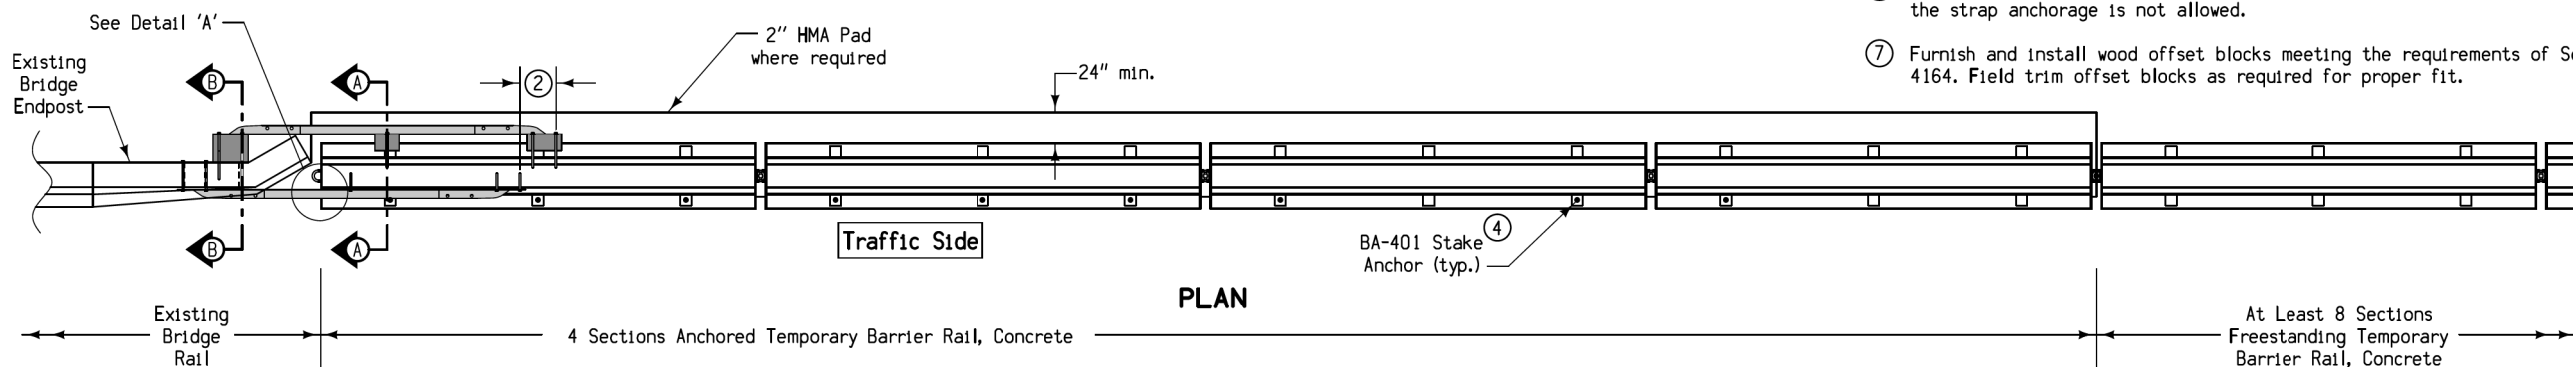 the strap anchorage is not allowed.
7 Furnish and install wood offset blocks meeting the requirements of
4164. Field trim offset blocks as required for proper fit.
See Detail 'A'
2" HMA Pad
where required
24" min.
Existing
Bridge
Endpost
B
A
2
B
A
Traffic Side
BA-401 Stake
Anchor (typ.)
4
PLAN
Existing
Bridge
Rail
4 Sections Anchored Temporary Barrier Rail, Concrete
At Least 8 Sections
Freestanding Temporary
Barrier Rail, Concrete